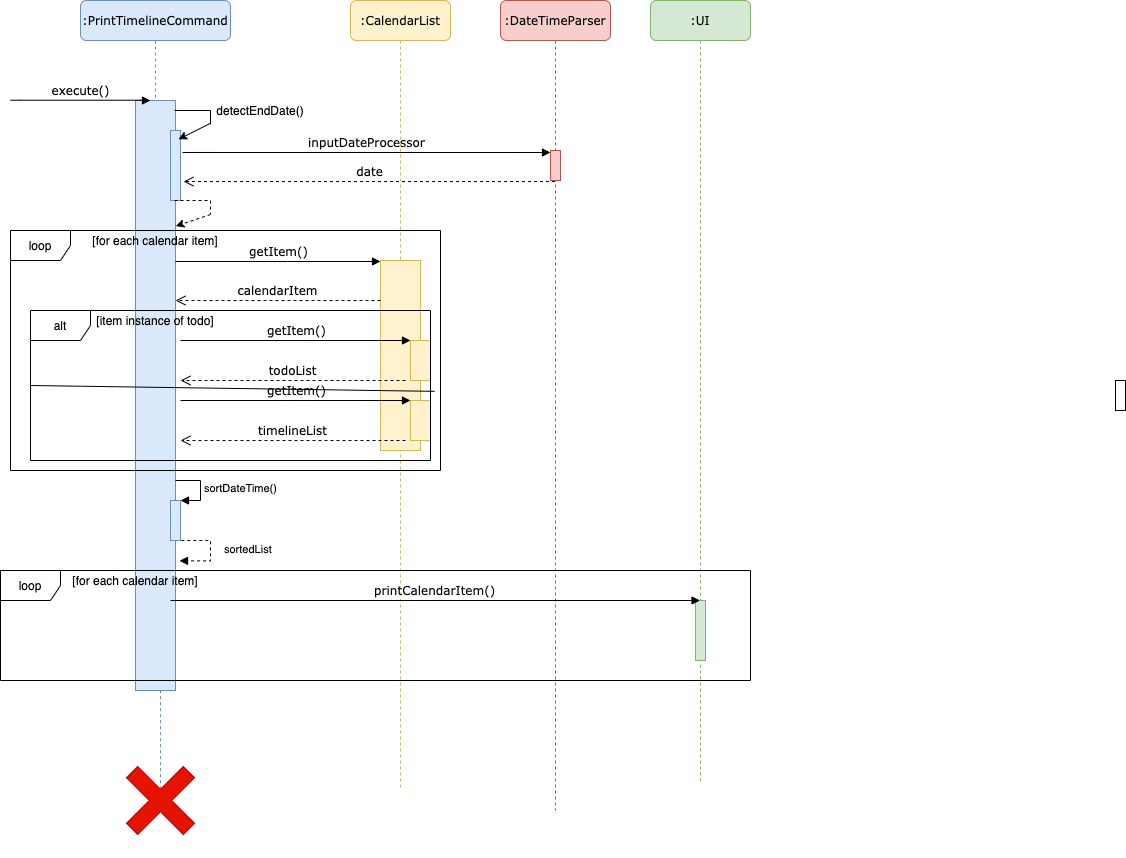 :PrintTimelineCommand
:CalendarList
:DateTimeParser
:UI
execute()
detectEndDate()
inputDateProcessor
date
loop
[for each calendar item]
getItem()
calendarItem
alt
[item instance of todo]
getItem()
todoList
getItem()
timelineList
sortDateTime()
sortedList
loop
[for each calendar item]
printCalendarItem()